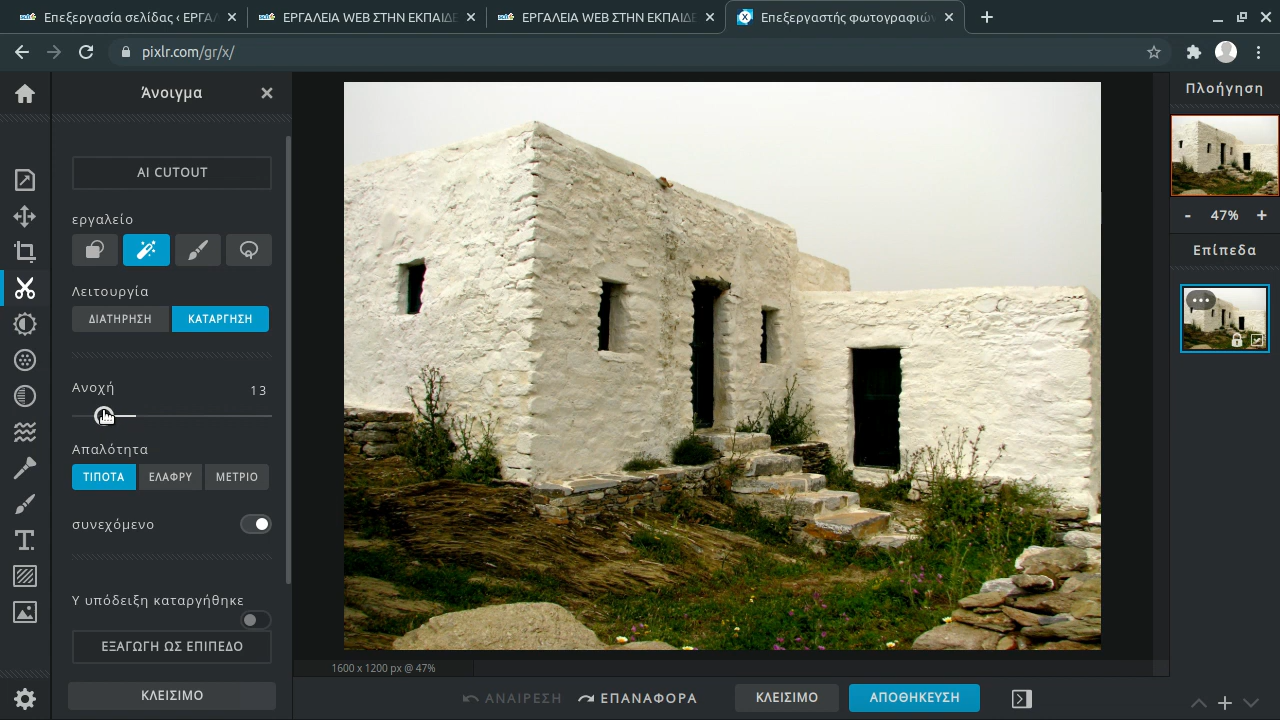 Επεξεργασία σελίδας ‹ ΕΡΓΑ
ΕΡΓΑΛΕΙΑ WEB ΣΤΗΝ ΕΚΠΑΙΔΕ
ΕΡΓΑΛΕΙΑ WEB ΣΤΗΝ ΕΚΠΑΙΔΕ
Επεξεργαστής φωτογραφιών
pixlr.com/gr/x/
Άνοιγμα
Πλοήγηση
AI CUTOUT
εργαλείο
- 47% +
Επίπεδα
Λειτουργία
ΔΙΑΤΗΡΗΣΗ ΚΑΤΑΡΓΗΣΗ
Ανοχή 13
Απαλότητα
ΤΙΠΟΤΑ ΕΛΑΦΡΥ ΜΕΤΡΙΟ
συνεχόμενο
Υ υπόδειξη καταργήθηκε
ΕΞΑΓΩΓΗ ΩΣ ΕΠΙΠΕΔΟ
1600 x 1200 px @ 47%
ΚΛΕΙΣΙΜΟ
ΑΝΑΙΡΕΣΗ ΕΠΑΝΑΦΟΡΑ ΚΛΕΙΣΙΜΟ ΑΠΟΘΗΚΕΥΣΗ